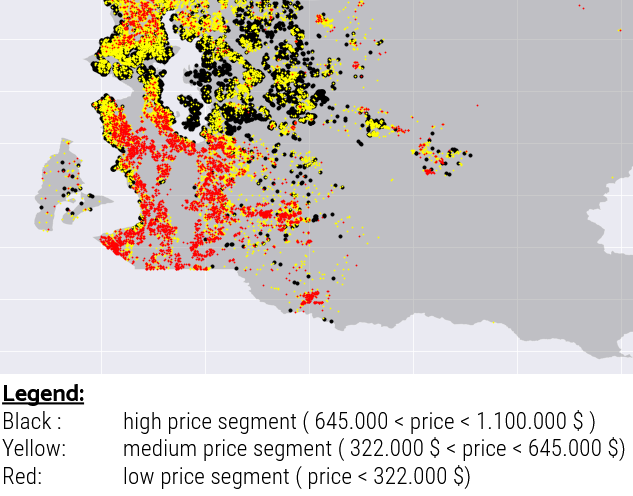 Legend:
Black : high price segment ( 645.000 < price < 1.100.000 $ )
Yellow: medium price segment ( 322.000 $ < price < 645.000 $)
Red: low price segment ( price < 322.000 $)